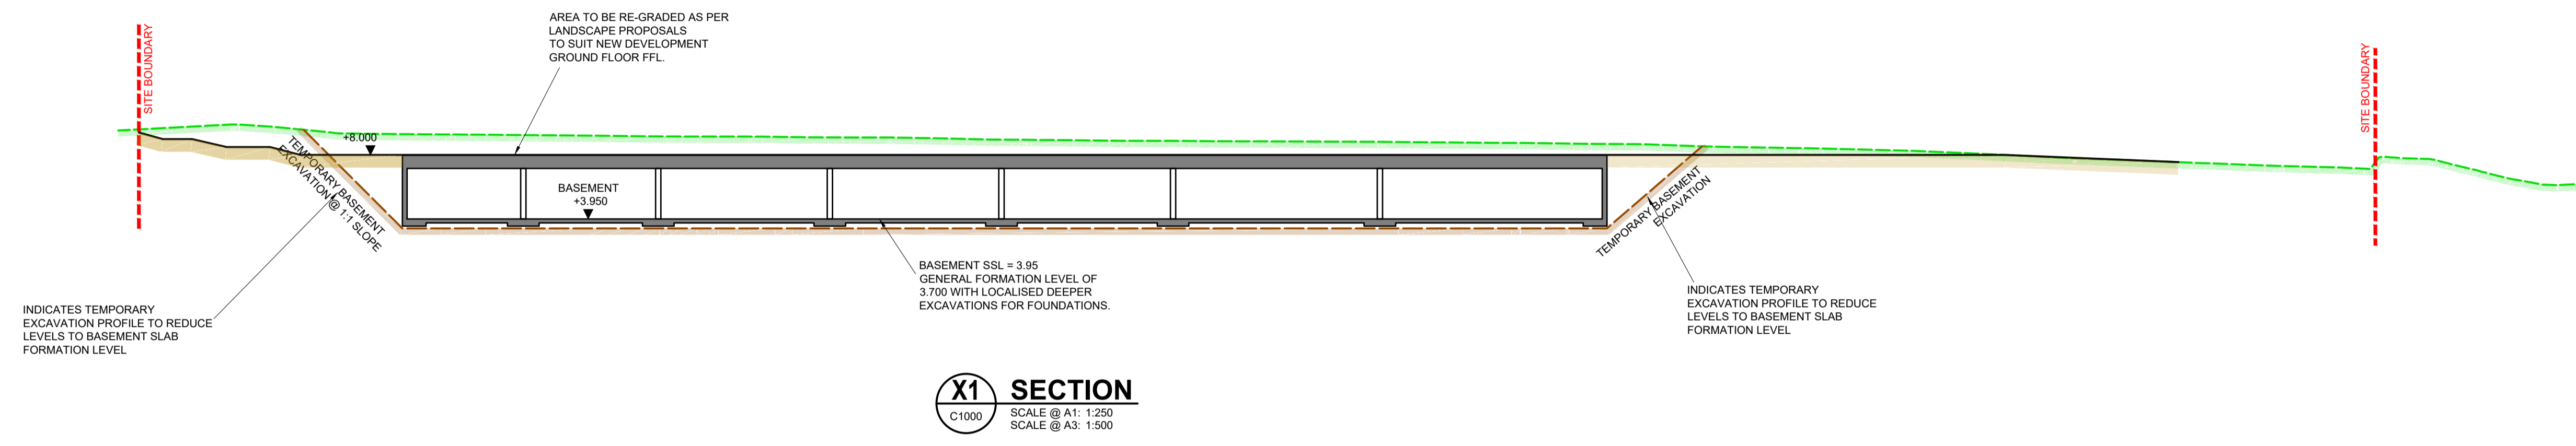 AREA TO BE RE-GRADED AS PER
LANDSCAPE PROPOSALS
TO SUIT NEW DEVELOPMENT
GROUND FLOOR FFL.
SITE BOUNDARY
SITE BOUNDARY
+8.000
TEMPORARY BASEMENT
EXCAVATION @ 1:1 SLOPE
BASEMENT
+3.950
TEMPORARY BASEMENT
EXCAVATION
BASEMENT SSL = 3.95
GENERAL FORMATION LEVEL OF
3.700 WITH LOCALISED DEEPER
EXCAVATIONS FOR FOUNDATIONS.
INDICATES TEMPORARY
EXCAVATION PROFILE TO REDUCE
LEVELS TO BASEMENT SLAB
FORMATION LEVEL
INDICATES TEMPORARY
EXCAVATION PROFILE TO REDUCE
LEVELS TO BASEMENT SLAB
FORMATION LEVEL
X1
C1000
SECTION
SCALE @ A1: 1:250
SCALE @ A3: 1:500